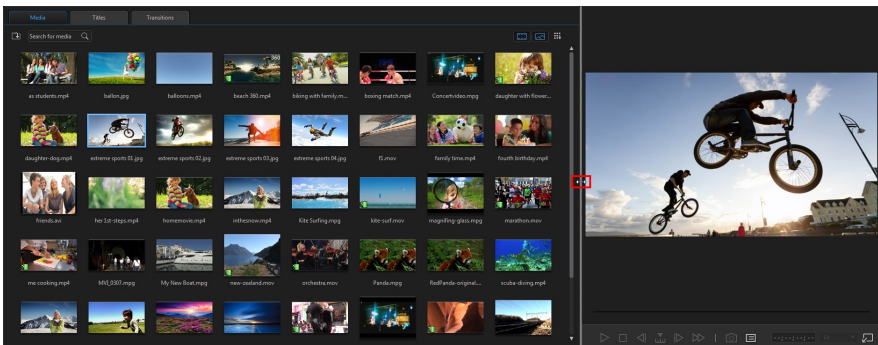 Media Titles Transitions
Search for media
360
as students.mp4 ballon.jpg balloons.mp4 beach 360.mp4 biking with family.m... boxing match.mp4 Concertvideo.mpg daughter with flower...
daughter-dog.mp4 extreme sports 01.jpg extreme sports 02.jpg extreme sports 03.jpg extreme sports 04.jpg f1.mov family time.mp4 fourth birthday.mp4
friends.avi her 1st-steps.mp4 homemovie.mp4 inthesnow.mp4 Kite Surfing.mpg kite-surf.mov magnifing-glass.mpg marathon.mov
me cooking.mp4 MVI_0307.mpg My New Boat.mpg new-zealand.mov orchestra.mov Panda.mpg RedPanda-original... scuba-diving.mp4
--:--:--:--